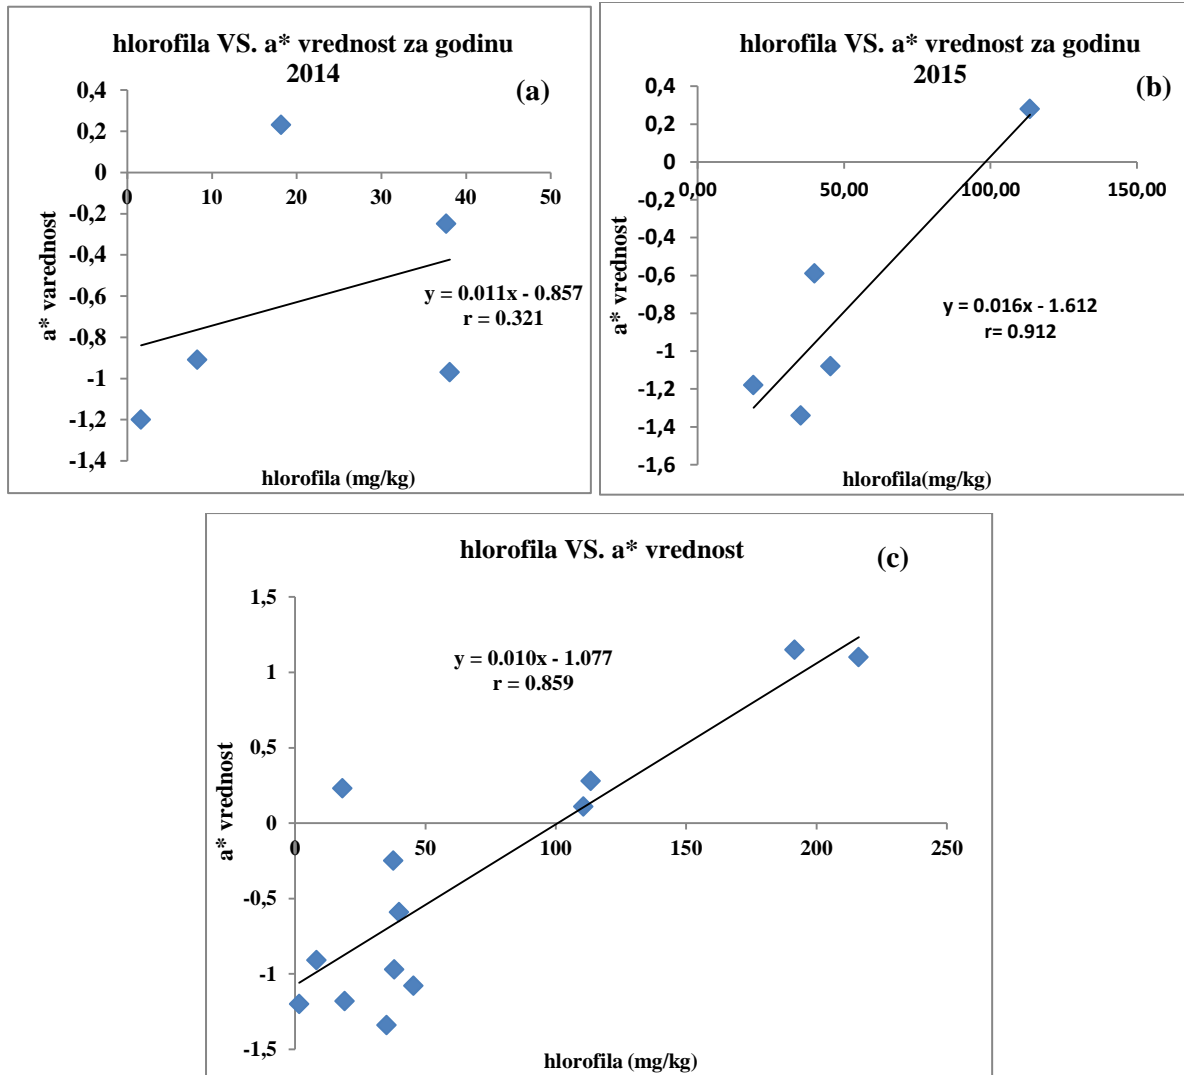 hlorofila VS. a* vrednost za godinu
2014
(a)
0,4
0,2
0
-0,2
-0,4
-0,6
-0,8
-1
-1,2
-1,4
0
10
20
30
40
50
a* varednost
y = 0.011x - 0.857
r = 0.321
hlorofila (mg/kg)
hlorofila VS. a* vrednost za godinu
2015
(b)
0,4
0,2
0
-0,2
-0,4
-0,6
-0,8
-1
-1,2
-1,4
-1,6
0,00
50,00
100,00
150,00
a* vrednost
y = 0.016x - 1.612
r= 0.912
hlorofila(mg/kg)
hlorofila VS. a* vrednost
(c)
1,5
1
0,5
0
-0,5
-1
-1,5
0
50
100
150
200
250
a* vrednost
y = 0.010x - 1.077
r = 0.859
hlorofila (mg/kg)